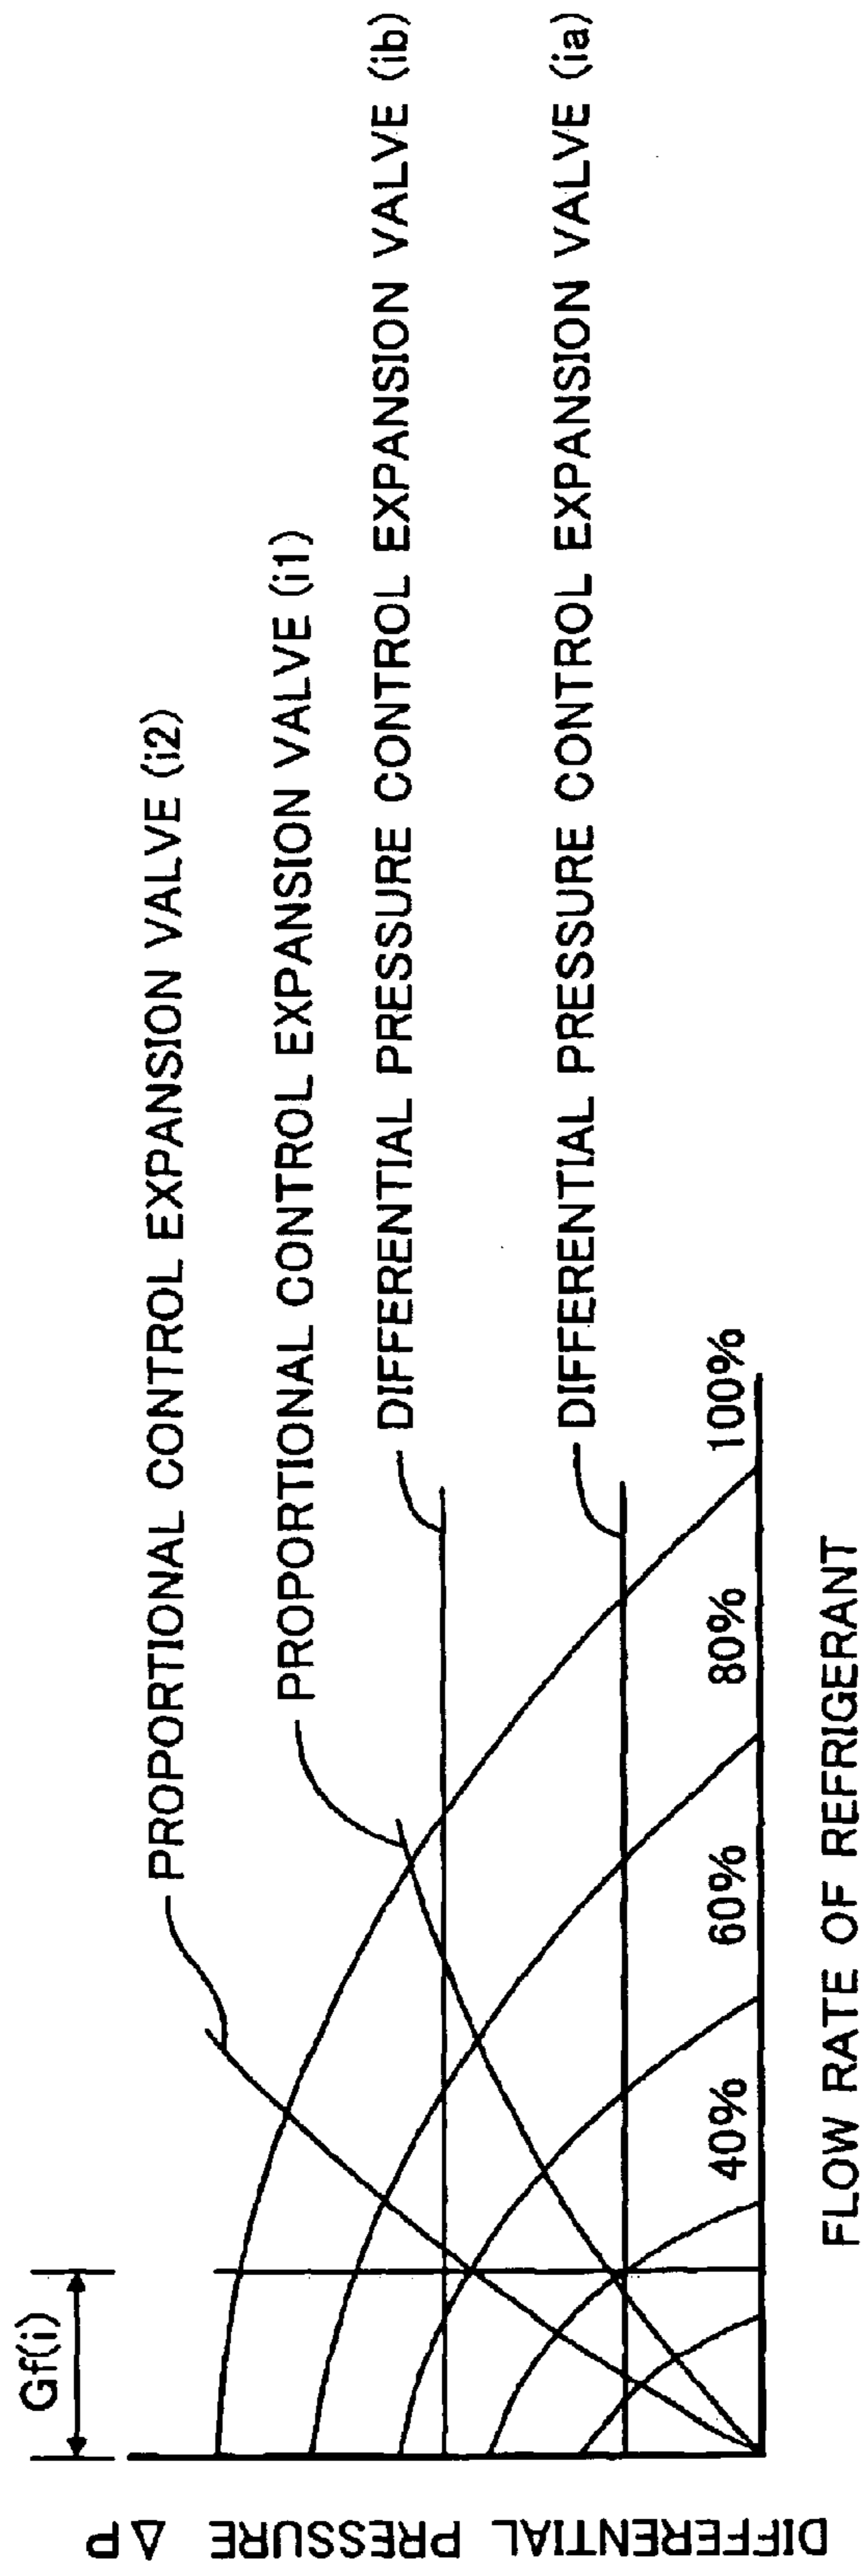 Gf(i)
PROPORTIONAL CONTROL EXPANSION VALVE (i2)
PROPORTIONAL CONTROL EXPANSION VALVE (i1)
DIFFERENTIAL PRESSURE CONTROL EXPANSION VALVE (ib)
DIFFERENTIAL PRESSURE CONTROL EXPANSION VALVE (ia)
DIFFERENTIAL PRESSURE ΔP
40%
60%
80%
100%
FLOW RATE OF REFRIGERANT